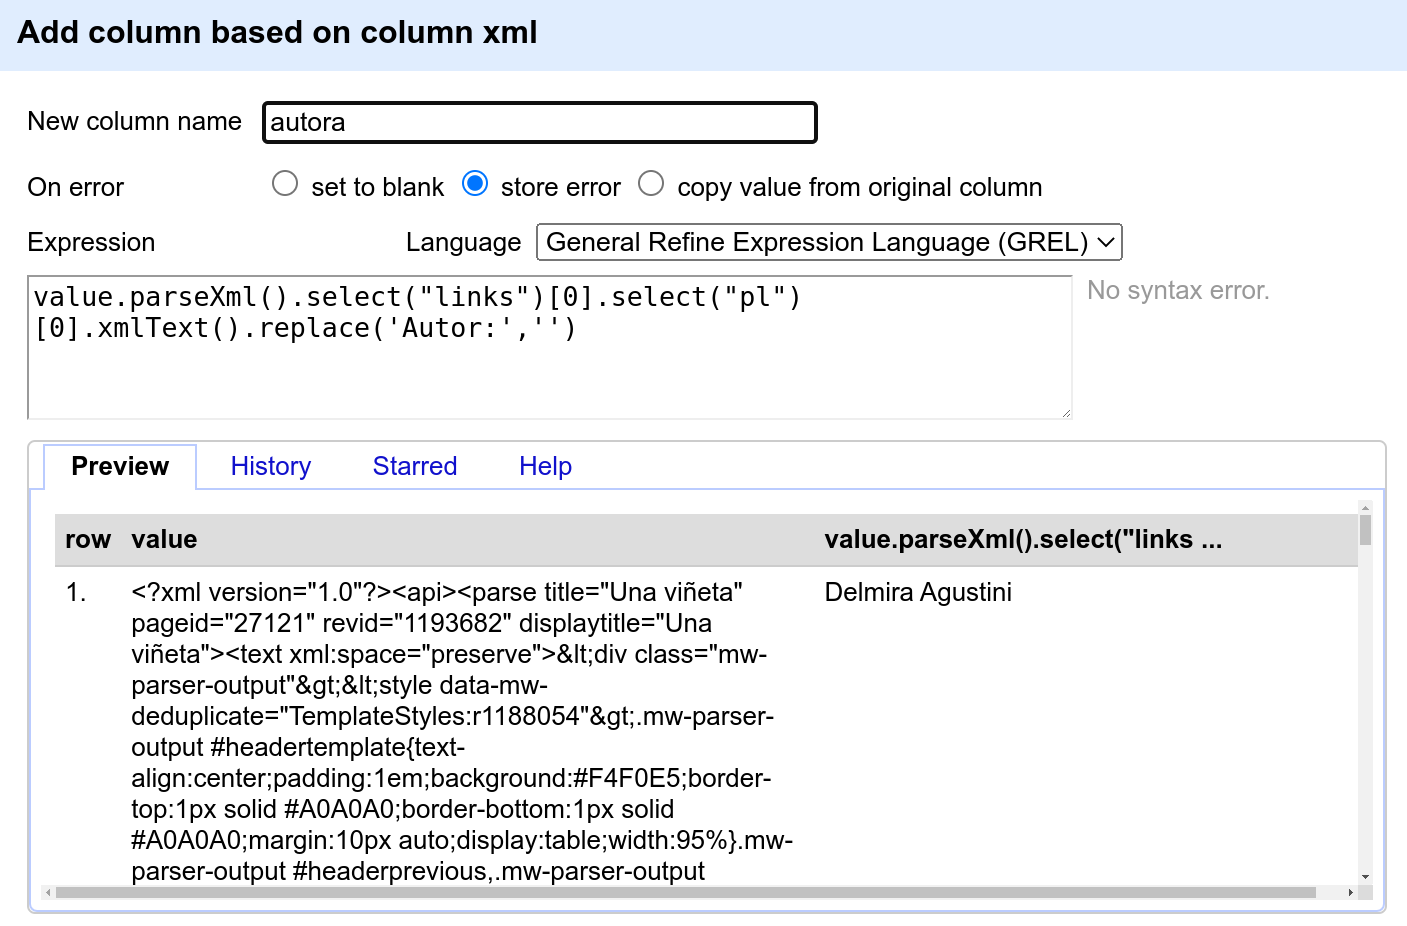 Add column based on column xml
New column name autora
On error set to blank store error copy value from original column
Expression Language General Refine Expression Language (GREL)
value.parseXml().select("links")[0].select("pl")
[0].xmlText().replace('Autor:','')
No syntax error.
Preview History Starred Help
row value value.parseXml().select("links ...
1. <?xml version="1.0"?><api><parse title="Una viñeta" Delmira Agustini
pageid="27121" revid="1193682" displaytitle="Una
viñeta"><text xml:space="preserve">&lt;div class="mw-
parser-output"&gt;&lt;style data-mw-
deduplicate="TemplateStyles:r1188054"&gt;.mw-parser-
output #headertemplate{text-
align:center;padding:1em;background:#F4F0E5;border-
top:1px solid #A0A0A0;border-bottom:1px solid
#A0A0A0;margin:10px auto;display:table;width:95%}.mw-
parser-output #headerprevious,.mw-parser-output